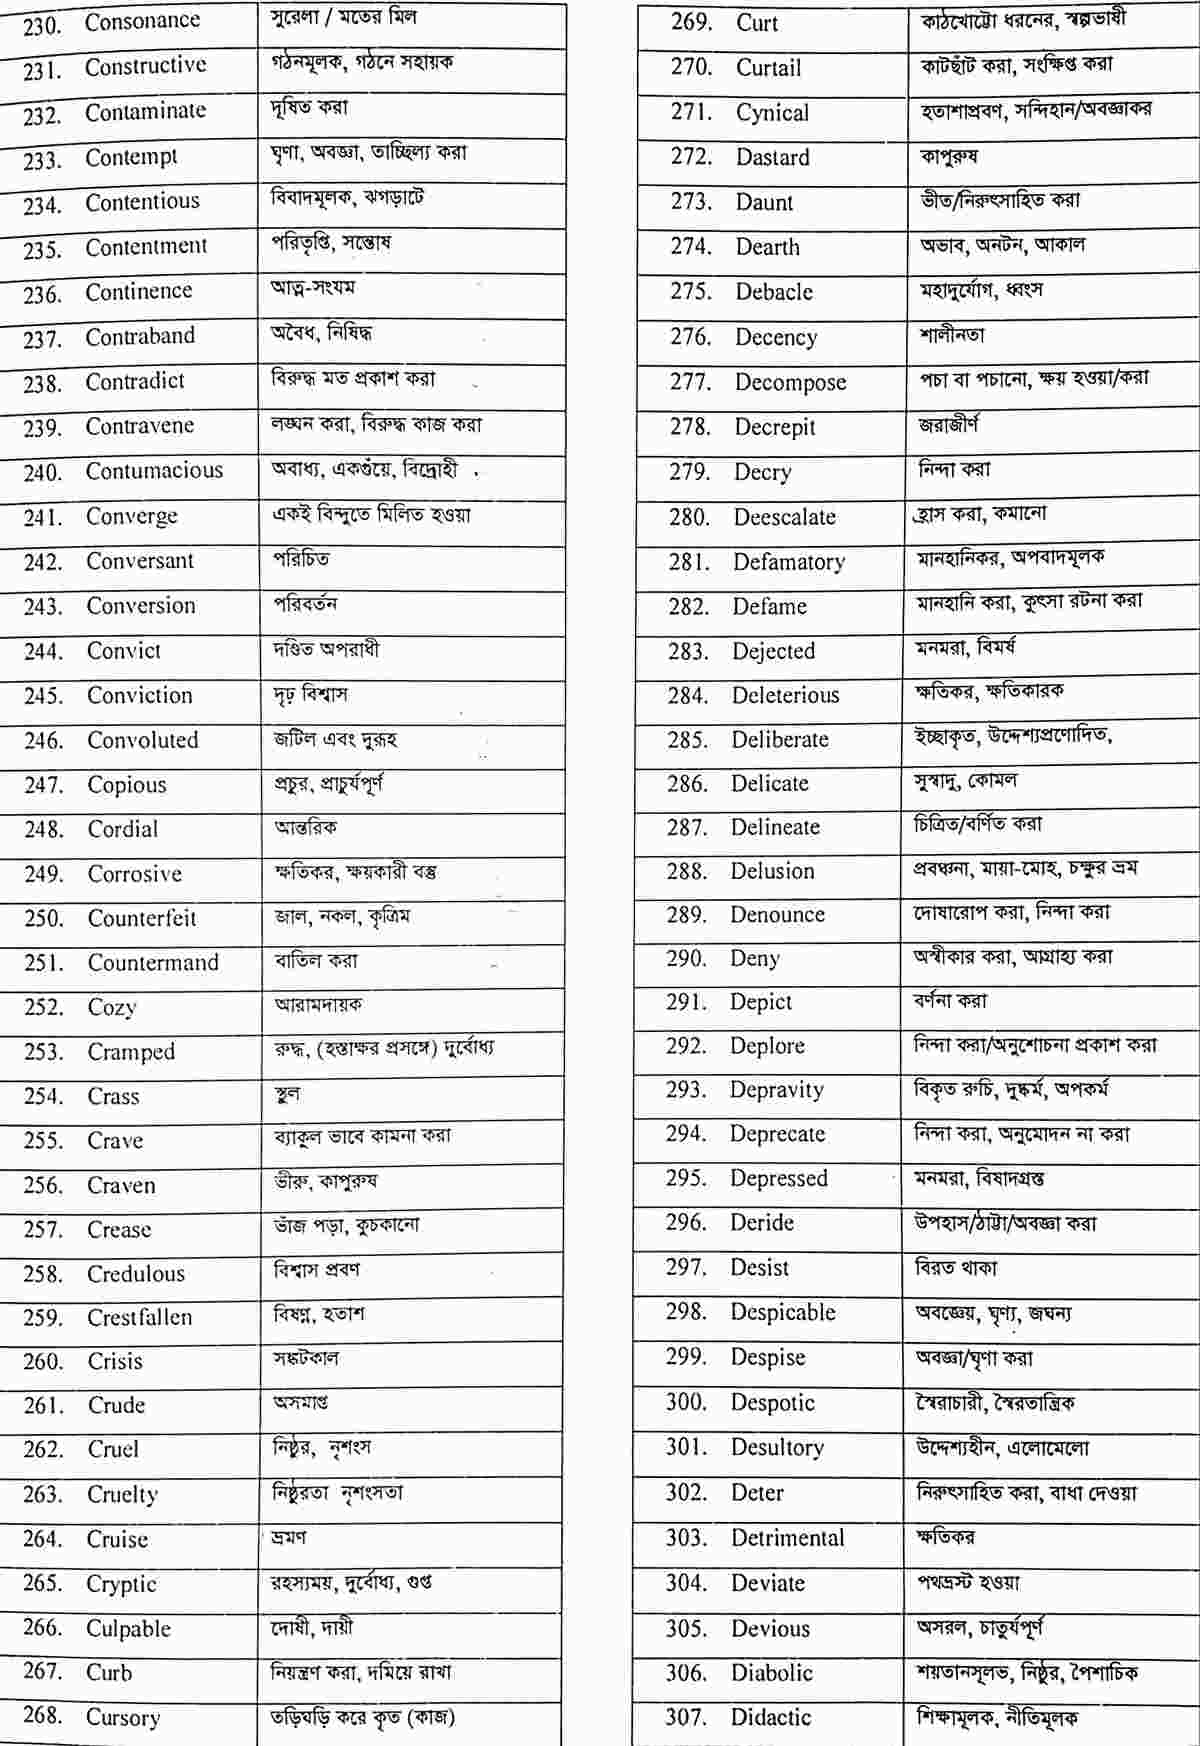 230. Consonance সুরেলা / মতের মিল
231. Constructive গঠনমূলক, গঠনে সহায়ক
232. Contaminate দূষিত করা
233. Contempt ঘৃণা, অবজ্ঞা, তাচ্ছিল্য করা
234. Contentious বিবাদমূলক, ঝগড়াটে
235. Contentment পরিতৃপ্তি, সন্তোষ
236. Continence আত্ন-সংযম
237. Contraband অবৈধ, নিষিদ্ধ
238. Contradict বিরুদ্ধ মত প্রকাশ করা
239. Contravene লঙ্ঘন করা, বিরুদ্ধ কাজ করা
240. Contumacious অবাধ্য, একগুঁয়ে, বিদ্রোহী
241. Converge একই বিন্দুতে মিলিত হওয়া
242. Conversant পরিচিত
243. Conversion পরিবর্তন
244. Convict দণ্ডিত অপরাধী
245. Conviction দৃঢ় বিশ্বাস
246. Convoluted জটিল এবং দুরূহ
247. Copious প্রচুর, প্রাচুর্যপূর্ণ
248. Cordial আন্তরিক
249. Corrosive ক্ষতিকর, ক্ষয়কারী বস্তু
250. Counterfeit জাল, নকল, কৃত্রিম
251. Countermand বাতিল করা
252. Cozy আরামদায়ক
253. Cramped রুদ্ধ, (হস্তাক্ষর প্রসঙ্গে) দুর্বোধ্য
254. Crass স্থুল
255. Crave ব্যাকুল ভাবে কামনা করা
256. Craven ভীরু, কাপুরুষ
257. Crease ভাঁজ পড়া, কুচকানো
258. Credulous বিশ্বাস প্রবণ
259. Crestfallen বিষণ্ন, হতাশ
260. Crisis সঙ্কটকাল
261. Crude অসমাপ্ত
262. Cruel নিষ্ঠুর, নৃশংস
263. Cruelty নিষ্ঠুরতা নৃশংসতা
264. Cruise ভ্রমণ
265. Cryptic রহস্যময়, দুর্বোধ্য, গুপ্ত
266. Culpable দোষী, দায়ী
267. Curb নিয়ন্ত্রণ করা, দমিয়ে রাখা
268. Cursory তড়িঘড়ি করে কৃত (কাজ)
269. Curt কাঠখোট্টো ধরনের, স্বল্পভাষী
270. Curtail কাটছাঁট করা, সংক্ষিপ্ত করা
271. Cynical হতাশাপ্রবণ, সন্দিহান/অবজ্ঞাকর
272. Dastard কাপুরুষ
273. Daunt ভীত/নিরুৎসাহিত করা
274. Dearth অভাব, অনটন, আকাল
275. Debacle মহাদুর্যোগ, ধ্বংস
276. Decency শালীনতা
277. Decompose পচা বা পচানো, ক্ষয় হওয়া/করা
278. Decrepit জরাজীর্ণ
279. Decry নিন্দা করা
280. Deescalate হ্রাস করা, কমানো
281. Defamatory মানহানিকর, অপবাদমূলক
282. Defame মানহানি করা, কুৎসা রটনা করা
283. Dejected মনমরা, বিমর্ষ
284. Deleterious ক্ষতিকর, ক্ষতিকারক
285. Deliberate ইচ্ছাকৃত, উদ্দেশ্যপ্রণোদিত,
286. Delicate সুস্বাদু, কোমল
287. Delineate চিত্রিত/বর্ণিত করা
288. Delusion প্রবঞ্চনা, মায়া-মোহ, চক্ষুর ভ্রম
289. Denounce দোষারোপ করা, নিন্দা করা
290. Deny অস্বীকার করা, আগ্রাহ্য করা
291. Depict বর্ণনা করা
292. Deplore নিন্দা করা/অনুশোচনা প্রকাশ করা
293. Depravity বিকৃত রুচি, দুষ্কর্ম, অপকর্ম
294. Deprecate নিন্দা করা, অনুমোদন না করা
295. Depressed মনমরা, বিষাদগ্রস্ত
296. Deride উপহাস/ঠাট্টা/অবজ্ঞা করা
297. Desist বিরত থাকা
298. Despicable অবজ্ঞেয়, ঘৃণ্য, জঘন্য
299. Despise অবজ্ঞা/ঘৃণা করা
300. Despotic স্বৈরাচারী, স্বৈরতান্ত্রিক
301. Desultory উদ্দেশ্যহীন, এলোমেলো
302. Deter নিরুৎসাহিত করা, বাধা দেওয়া
303. Detrimental ক্ষতিকর
304. Deviate পথভ্রস্ট হওয়া
305. Devious অসরল, চাতুর্যপূর্ণ
306. Diabolic শয়তানসূলভ, নিষ্ঠুর, পৈশাচিক
307. Didactic শিক্ষামূলক, নীতিমূলক